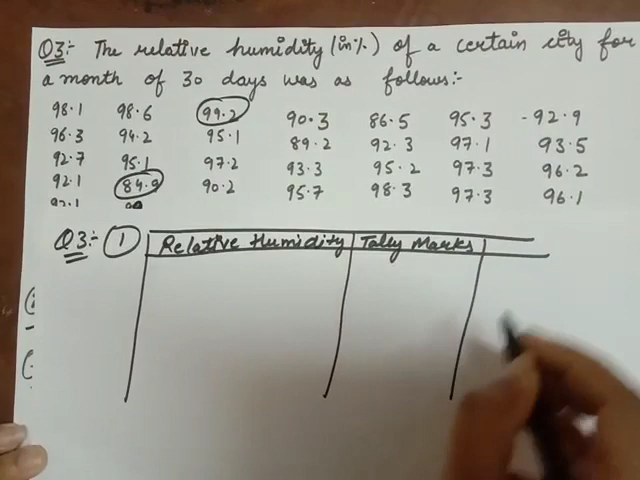 Q3:- The relative humidity (in %) of a certain city for
a month of 30 days was as follows:-
98.1 98.6 99.2 90.3 86.5 95.3 - 92.9
96.3 94.2 95.1 89.2 92.3 97.1 93.5
92.7 95.1 97.2 93.3 95.2 97.3 96.2
92.1 84.9 90.2 95.7 98.3 97.3 96.1
Q3:- 1 Relative Humidity Tally Marks